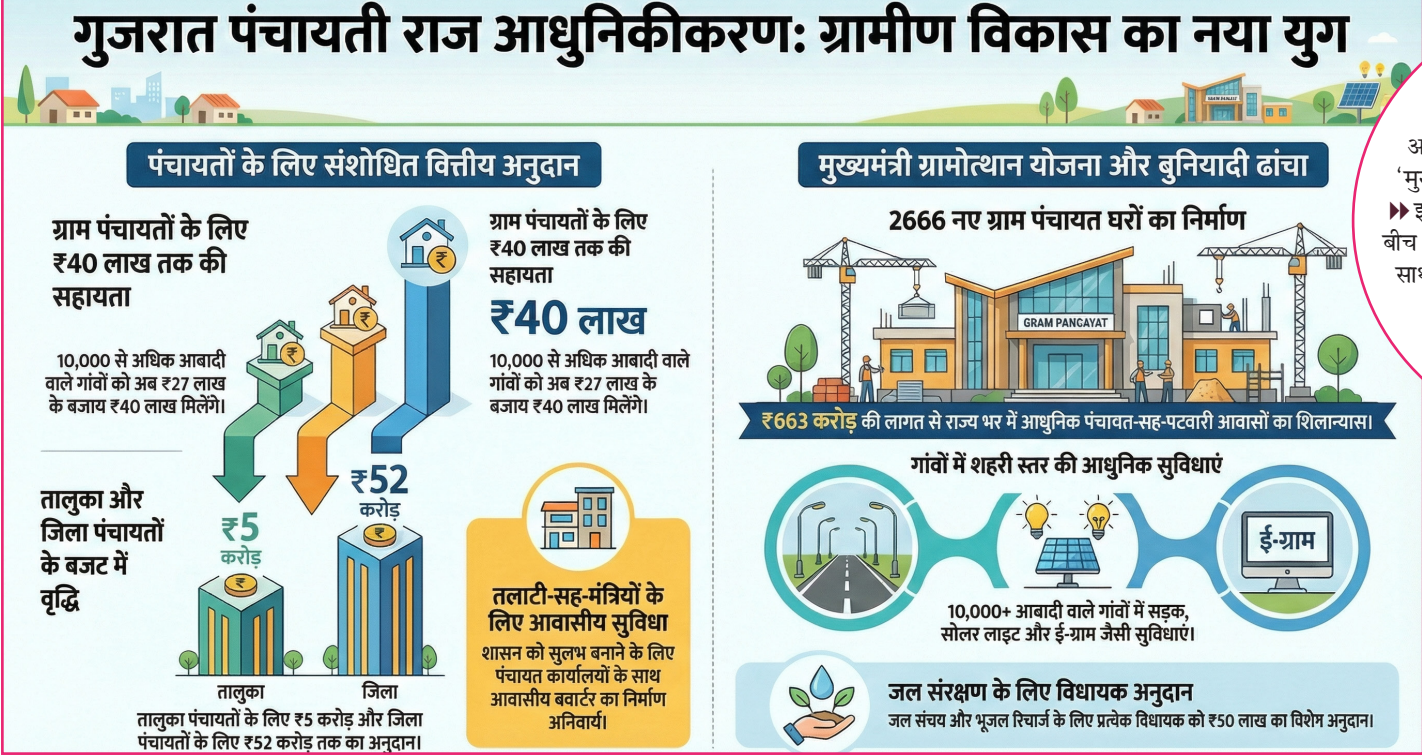 गुजरात पंचायती राज आधुनिकीकरण: ग्रामीण विकास का नया युग
GRAM PANCAYAT
पंचायतों के लिए संशोधित वित्तीय अनुदान
ग्राम पंचायतों के लिए
₹40 लाख तक की
सहायता
10,000 से अधिक आबादी
वाले गांवों को अब ₹27 लाख
के बजाय ₹40 लाख मिलेंगे।
ग्राम पंचायतों के लिए
₹40 लाख तक की
सहायता
₹40 लाख
10,000 से अधिक आबादी वाले
गांवों को अब ₹27 लाख के
बजाय ₹40 लाख मिलेंगे।
तालुका और
जिला पंचायतों
के बजट में
वृद्धि
₹5
करोड़
₹52
करोड़
तालुका
जिला
तालुका पंचायतों के लिए ₹5 करोड़ और जिला
पंचायतों के लिए ₹52 करोड़ तक का अनुदान।
तलाटी-सह-मंत्रियों के
लिए आवासीय सुविधा
शासन को सुलभ बनाने के लिए
पंचायत कार्यालयों के साथ
आवासीय बवार्टर का निर्माण
अनिवार्य।
मुख्यमंत्री ग्रामोत्थान योजना और बुनियादी ढांचा
2666 नए ग्राम पंचायत घरों का निर्माण
GRAM PANGAYAT
₹663 करोड़ की लागत से राज्य भर में आधुनिक पंचावत-सह-पटवारी आवासों का शिलान्यास।
गांवों में शहरी स्तर की आधुनिक सुविधाएं
ई-ग्राम
10,000+ आबादी वाले गांवों में सड़क,
सोलर लाइट और ई-ग्राम जैसी सुविधाएं।
जल संरक्षण के लिए विधायक अनुदान
जल संचय और भूजल रिचार्ज के लिए प्रत्येक विधायक को ₹50 लाख का विशेम अनुदान।
बीच